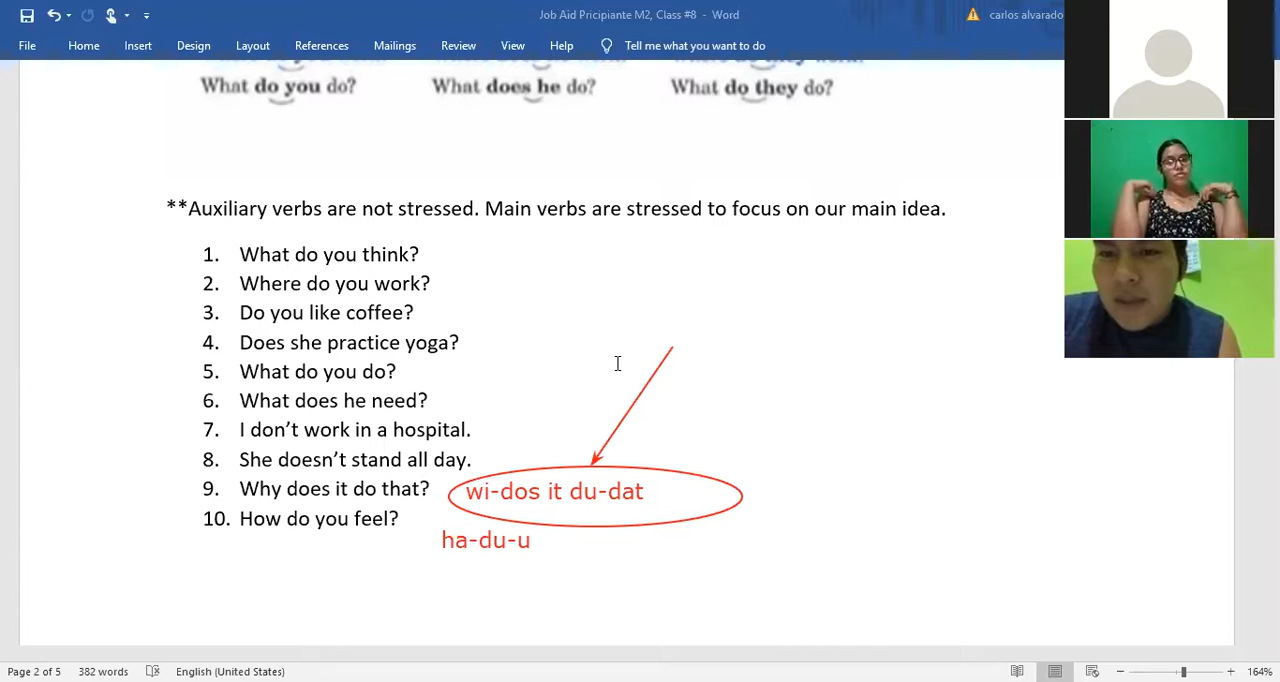 Job Aid Pricipiante M2, Class #8 - Word
carlos alvarado
File Home Insert Design Layout References Mailings Review View Help Tell me what you want to do
What do you do? What does he do? What do they do?
**Auxiliary verbs are not stressed. Main verbs are stressed to focus on our main idea.
1. What do you think?
2. Where do you work?
3. Do you like coffee?
4. Does she practice yoga?
5. What do you do?
6. What does he need?
7. I don’t work in a hospital.
8. She doesn’t stand all day.
9. Why does it do that?
wi-dos it du-dat
10. How do you feel?
ha-du-u
Page 2 of 5 382 words English (United States) 164%